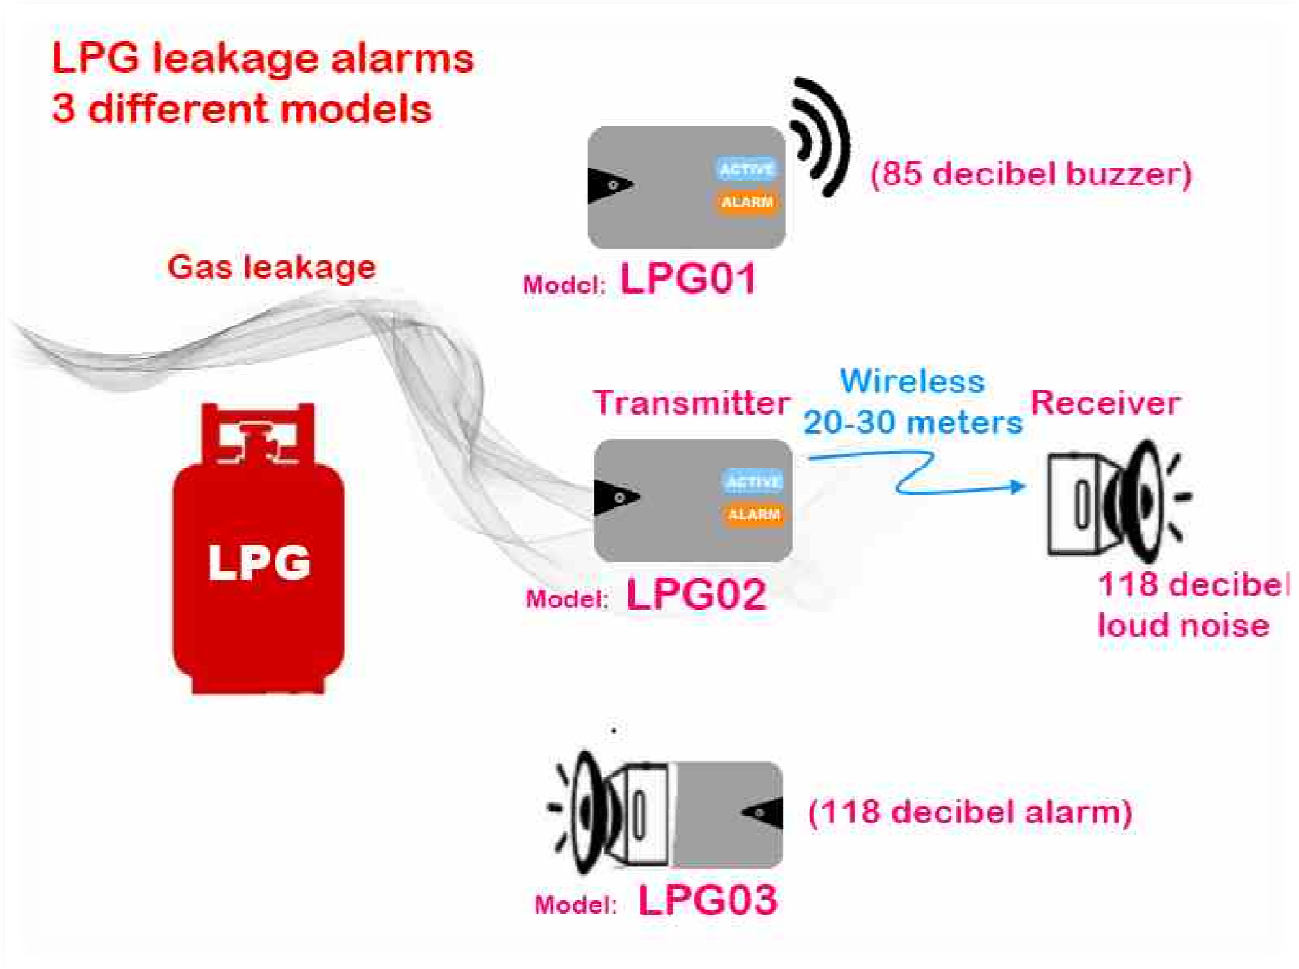 LPG leakage alarms
3 different models
ACTIVE
ALARM
(85 decibel buzzer)
Model: LPG01
Gas leakage
LPG
Transmitter
Wireless
20-30 meters
Receiver
ACTIVE
ALARM
Model: LPG02
118 decibel
loud noise
(118 decibel alarm)
Model: LPG03